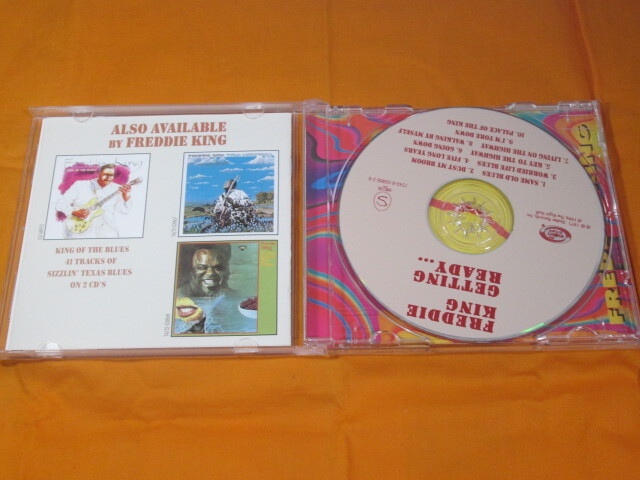 ALSO AVAILABLE
BY FREDDIE KING
KING OF THE BLUES
41 TRACKS OF
SIZZLIN' TEXAS BLUES
ON 2 CD'S
FREDDIE
KING
GETTING
READY...
1. SAME OLD BLUES 2. DUST MY BROOM
3. WORRIED LIFE BLUES 4. FIVE LONG YEARS
5. KEY TO THE HIGHWAY 6. GOING DOWN
7. LIVING ON THE HIGHWAY 8. WALKING BY MYSELF
9. I'M TORE DOWN
10. PALACE OF THE KING